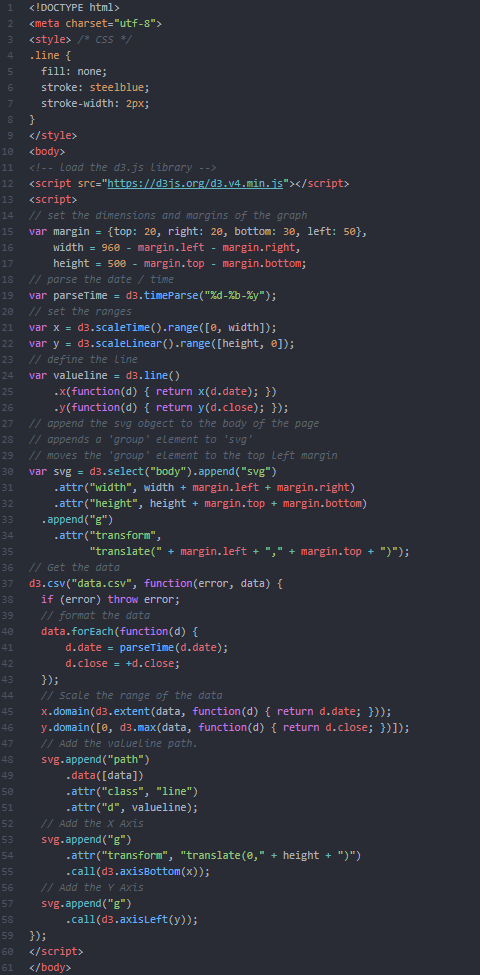 1 <!DOCTYPE html>
2 <meta charset="utf-8">
3 <style> /* CSS */
4 .line {
5   fill: none;
6   stroke: steelblue;
7   stroke-width: 2px;
8 }
9 </style>
10 <body>
11 <!-- load the d3.js library -->
12 <script src="https://d3js.org/d3.v4.min.js"></script>
13 <script>
14 // set the dimensions and margins of the graph
15 var margin = {top: 20, right: 20, bottom: 30, left: 50},
16     width = 960 - margin.left - margin.right,
17     height = 500 - margin.top - margin.bottom;
18 // parse the date / time
19 var parseTime = d3.timeParse("%d-%b-%y");
20 // set the ranges
21 var x = d3.scaleTime().range([0, width]);
22 var y = d3.scaleLinear().range([height, 0]);
23 // define the line
24 var valueline = d3.line()
25     .x(function(d) { return x(d.date); })
26     .y(function(d) { return y(d.close); });
27 // append the svg obgect to the body of the page
28 // appends a 'group' element to 'svg'
29 // moves the 'group' element to the top left margin
30 var svg = d3.select("body").append("svg")
31     .attr("width", width + margin.left + margin.right)
32     .attr("height", height + margin.top + margin.bottom)
33   .append("g")
34     .attr("transform",
35           "translate(" + margin.left + "," + margin.top + ")");
36 // Get the data
37 d3.csv("data.csv", function(error, data) {
38   if (error) throw error;
39   // format the data
40   data.forEach(function(d) {
41       d.date = parseTime(d.date);
42       d.close = +d.close;
43   });
44   // Scale the range of the data
45   x.domain(d3.extent(data, function(d) { return d.date; }));
46   y.domain([0, d3.max(data, function(d) { return d.close; })]);
47   // Add the valueline path.
48   svg.append("path")
49       .data([data])
50       .attr("class", "line")
51       .attr("d", valueline);
52   // Add the X Axis
53   svg.append("g")
54       .attr("transform", "translate(0," + height + ")")
55       .call(d3.axisBottom(x));
56   // Add the Y Axis
57   svg.append("g")
58       .call(d3.axisLeft(y));
59 });
60 </script>
61 </body>